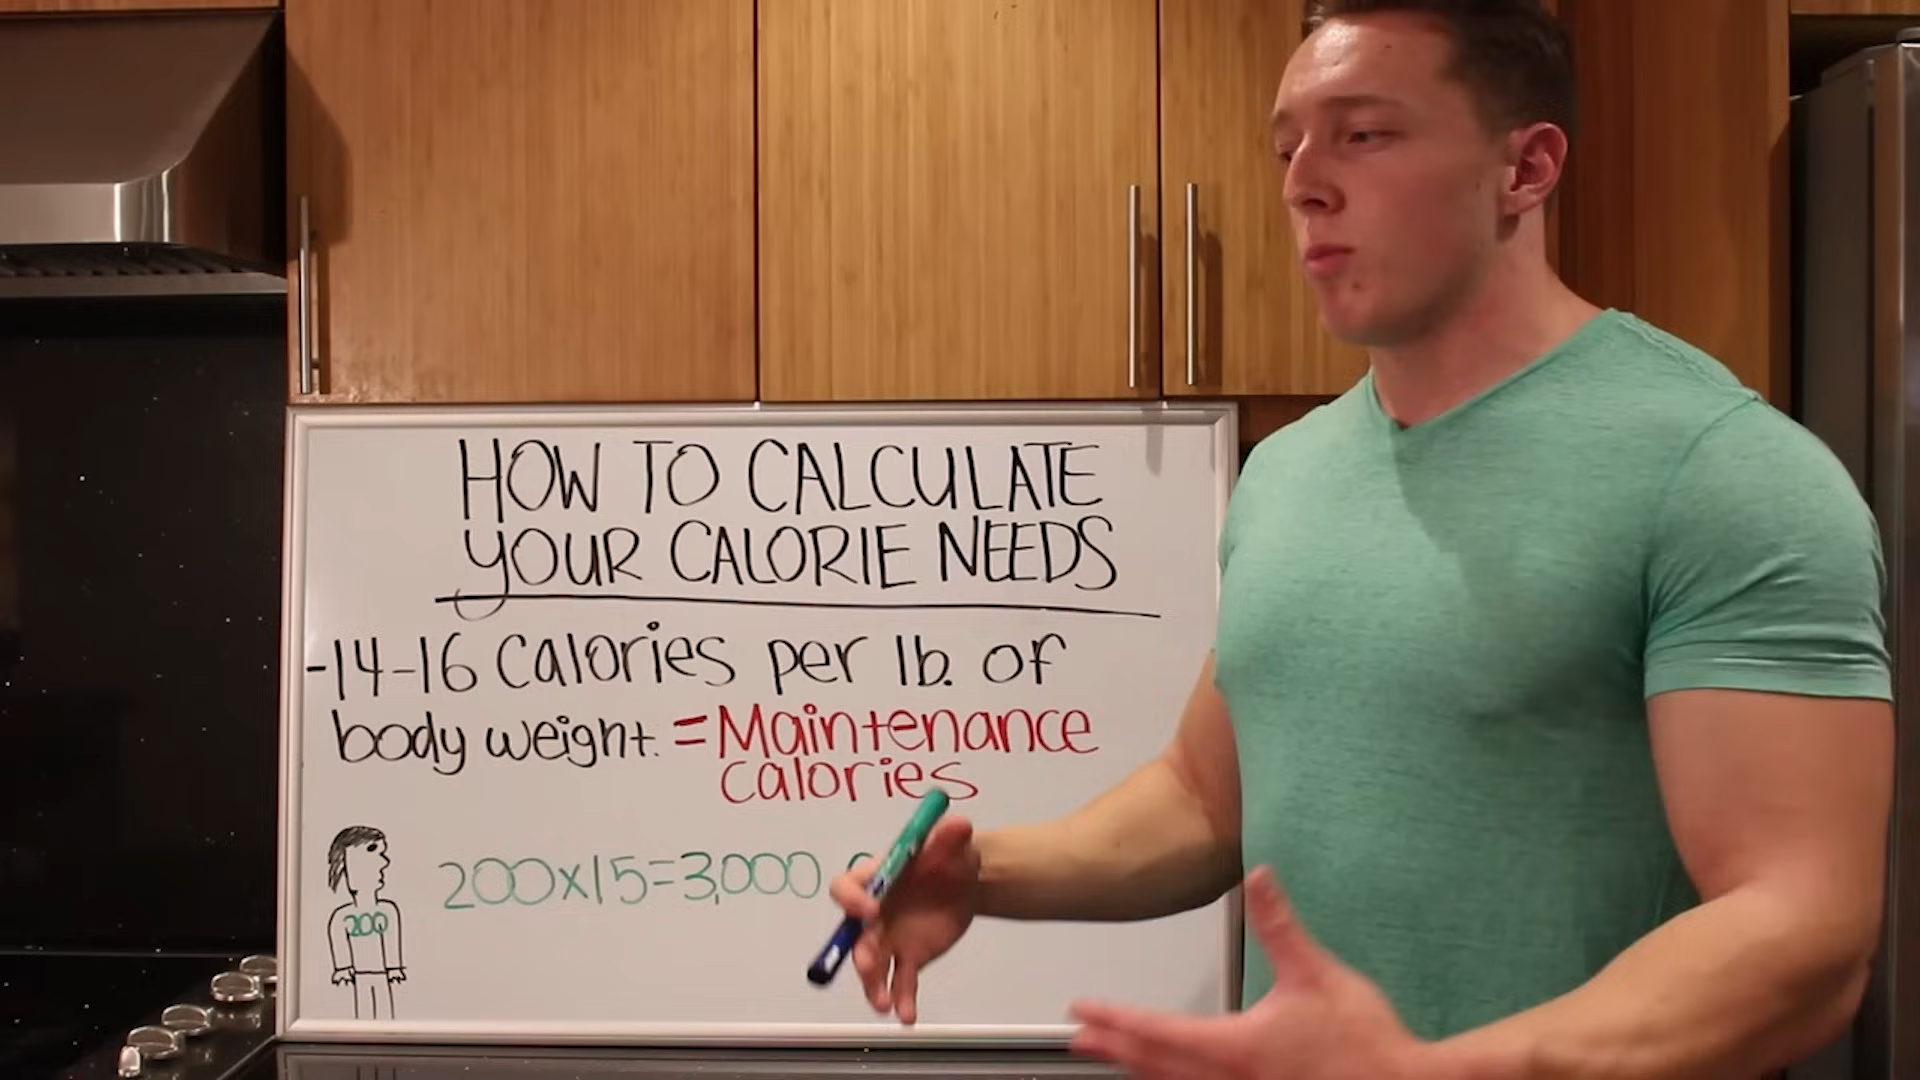 HOW TO CALCULATE
YOUR CALORIE NEEDS
-14-16 Calories per lb. of
body weight. = Maintenance
calories
200x15=3,000
200